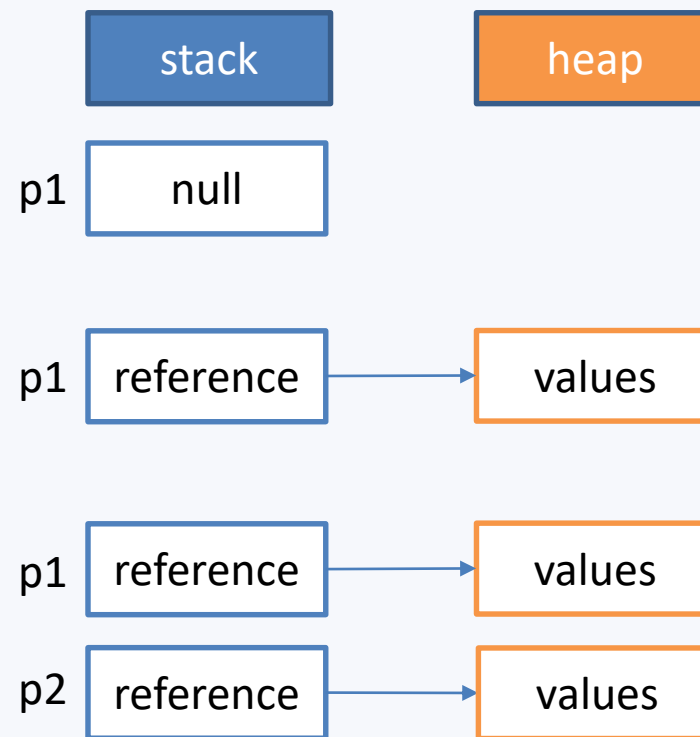 stack heap
p1 null
p1 reference values
p1 reference values
p2 reference values